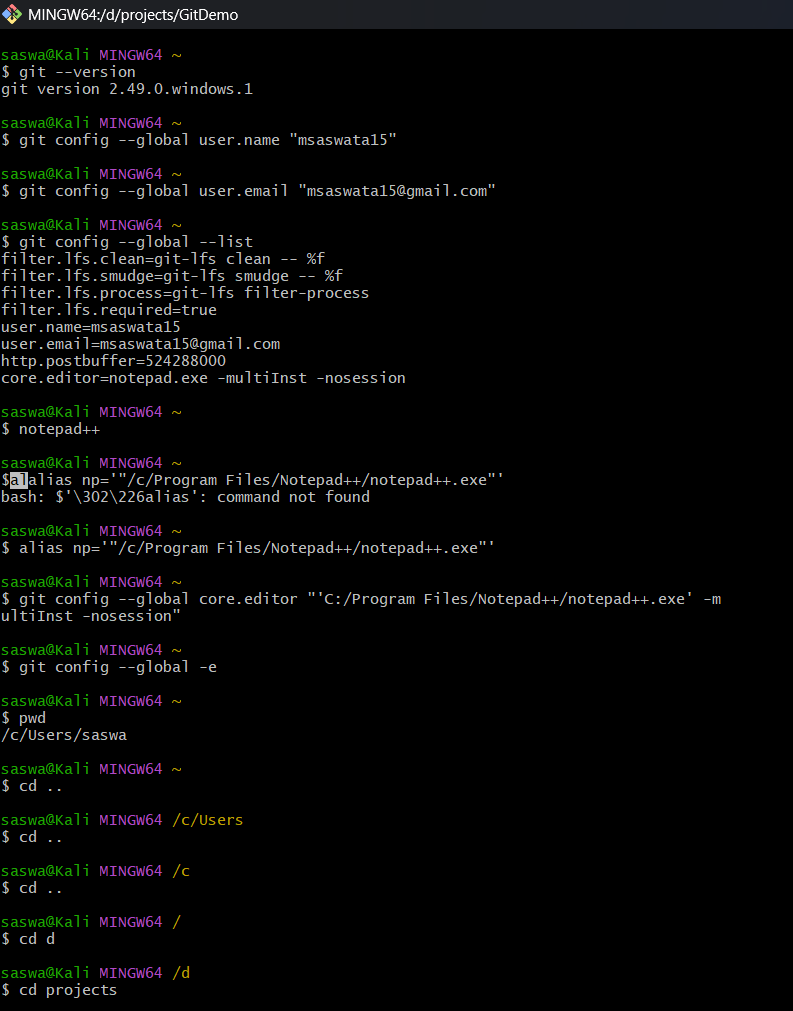 MINGW64:/d/projects/GitDemo
saswa@Kali MINGW64 ~
$ git --version
git version 2.49.0.windows.1
saswa@Kali MINGW64 ~
$ git config --global user.name "msaswata15"
saswa@Kali MINGW64 ~
$ git config --global user.email "msaswata15@gmail.com"
saswa@Kali MINGW64 ~
$ git config --global --list
filter.lfs.clean=git-lfs clean -- %f
filter.lfs.smudge=git-lfs smudge -- %f
filter.lfs.process=git-lfs filter-process
filter.lfs.required=true
user.name=msaswata15
user.email=msaswata15@gmail.com
http.postbuffer=524288000
core.editor=notepad.exe -multiInst -nosession
saswa@Kali MINGW64 ~
$ notepad++
saswa@Kali MINGW64 ~
$alalias np='"/c/Program Files/Notepad++/notepad++.exe"'
bash: $'\302\226alias': command not found
saswa@Kali MINGW64 ~
$ alias np='"/c/Program Files/Notepad++/notepad++.exe"'
saswa@Kali MINGW64 ~
$ git config --global core.editor "'C:/Program Files/Notepad++/notepad++.exe' -m
ultiInst -nosession"
saswa@Kali MINGW64 ~
$ git config --global -e
saswa@Kali MINGW64 ~
$ pwd
/c/Users/saswa
saswa@Kali MINGW64 ~
$ cd ..
saswa@Kali MINGW64 /c/Users
$ cd ..
saswa@Kali MINGW64 /c
$ cd ..
saswa@Kali MINGW64 /
$ cd d
saswa@Kali MINGW64 /d
$ cd projects